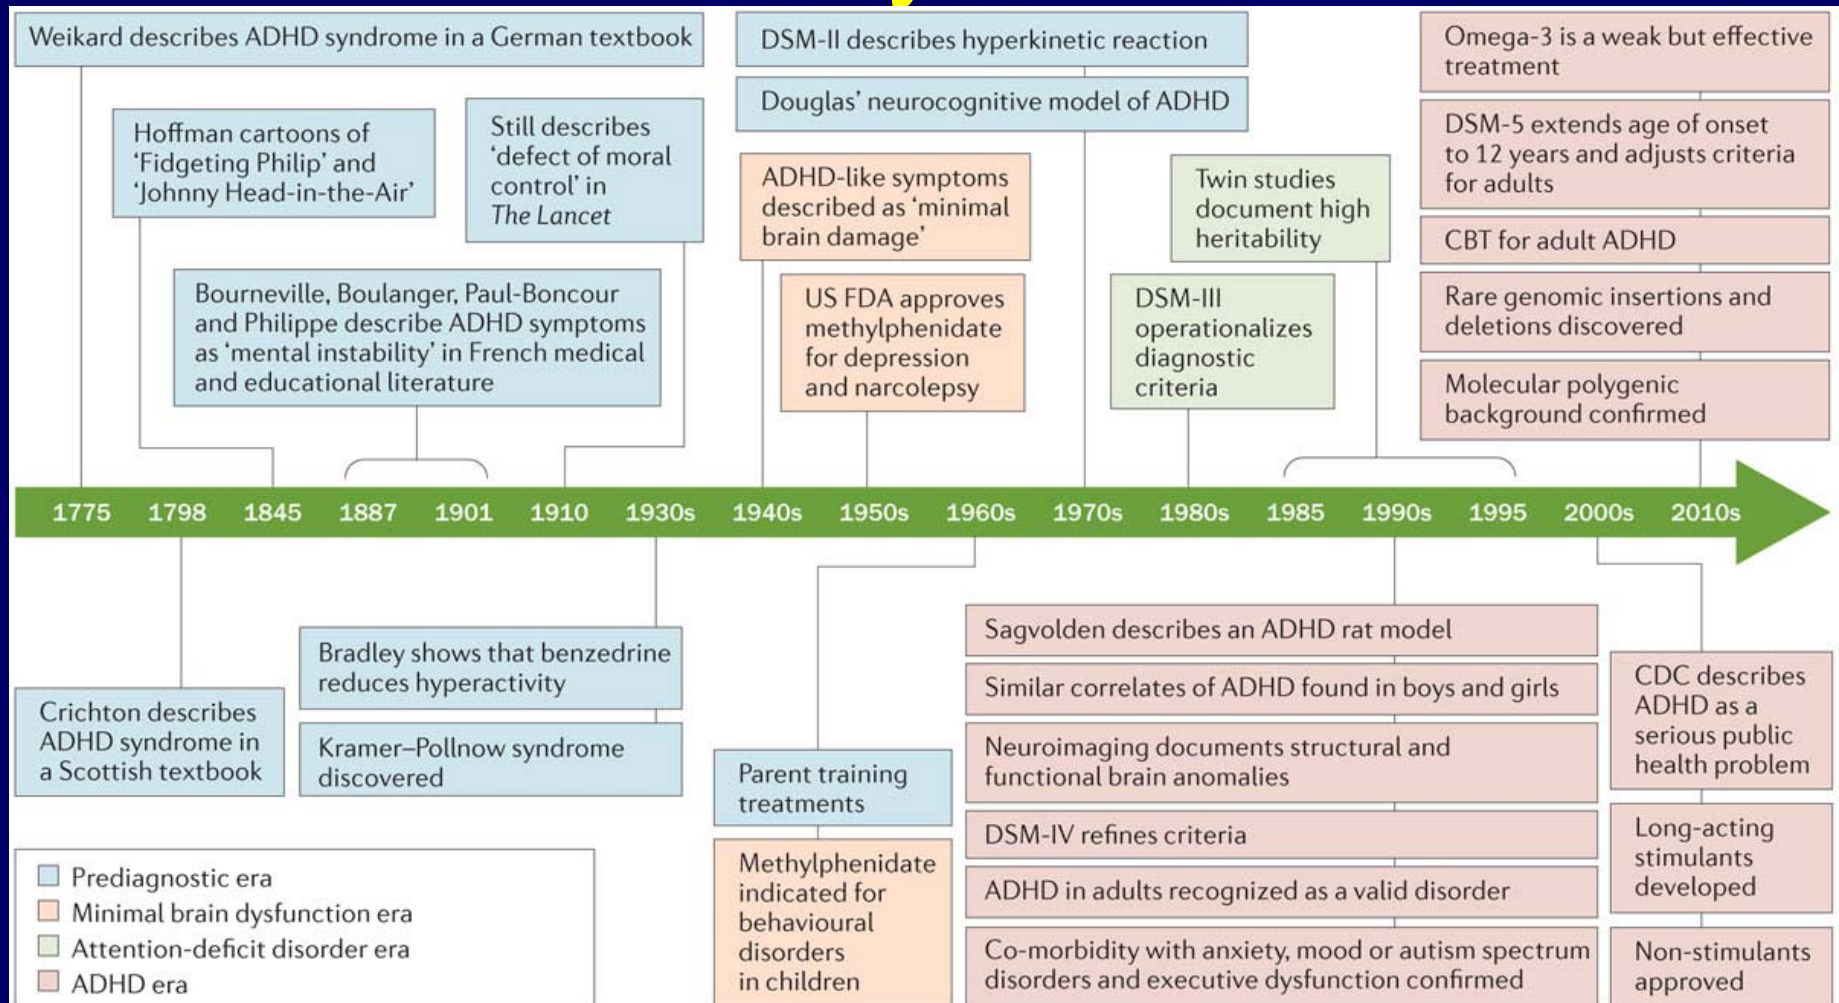 Weikard describes ADHD syndrome in a German textbook
Hoffman cartoons of
‘Fidgeting Philip’ and
‘Johnny Head-in-the-Air’
Still describes
‘defect of moral
control’ in
The Lancet
Bourneville, Boulanger, Paul-Boncour
and Philippe describe ADHD symptoms
as ‘mental instability’ in French medical
and educational literature
DSM-II describes hyperkinetic reaction
Douglas’ neurocognitive model of ADHD
ADHD-like symptoms
described as ‘minimal
brain damage’
US FDA approves
methylphenidate
for depression
and narcolepsy
Twin studies
document high
heritability
DSM-III
operationalizes
diagnostic
criteria
Omega-3 is a weak but effective
treatment
DSM-5 extends age of onset
to 12 years and adjusts criteria
for adults
CBT for adult ADHD
Rare genomic insertions and
deletions discovered
Molecular polygenic
background confirmed
1775 1798 1845 1887 1901 1910 1930s 1940s 1950s 1960s 1970s 1980s 1985 1990s 1995 2000s 2010s
Crichton describes
ADHD syndrome in
a Scottish textbook
Bradley shows that benzedrine
reduces hyperactivity
Kramer–Pollnow syndrome
discovered
Parent training
treatments
Methylphenidate
indicated for
behavioural
disorders
in children
Sagvolden describes an ADHD rat model
Similar correlates of ADHD found in boys and girls
Neuroimaging documents structural and
functional brain anomalies
DSM-IV refines criteria
ADHD in adults recognized as a valid disorder
Co-morbidity with anxiety, mood or autism spectrum
disorders and executive dysfunction confirmed
CDC describes
ADHD as a
serious public
health problem
Long-acting
stimulants
developed
Non-stimulants
approved
Prediagnostic era
Minimal brain dysfunction era
Attention-deficit disorder era
ADHD era